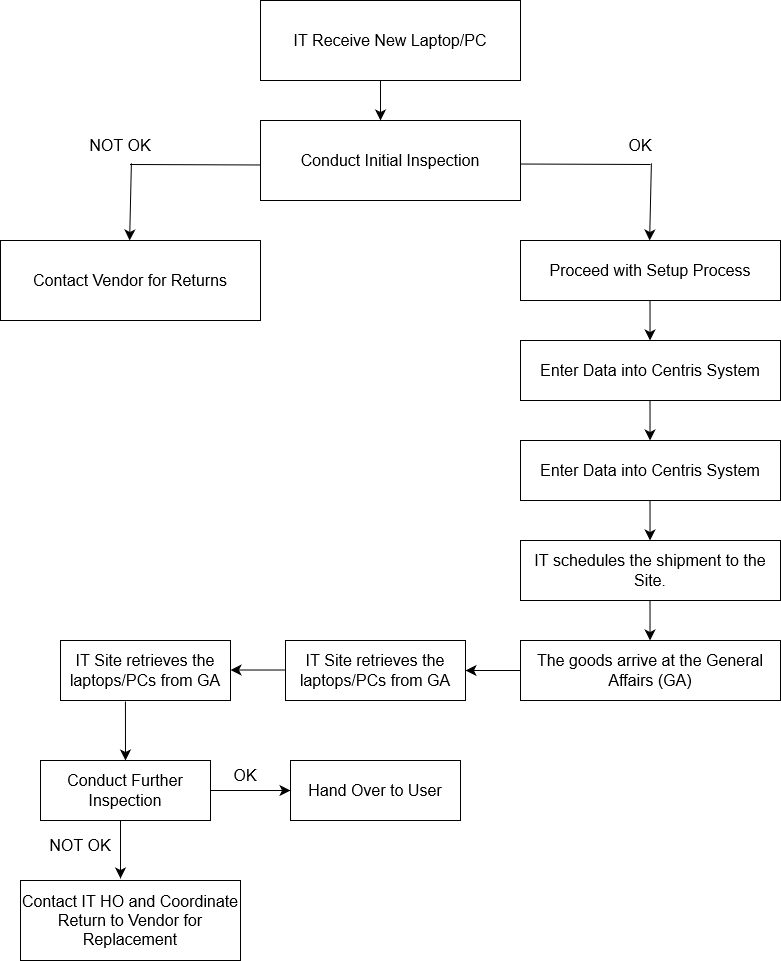 IT Receive New Laptop/PC
NOT OK
OK
Conduct Initial Inspection
Contact Vendor for Returns
Proceed with Setup Process
Enter Data into Centris System
Enter Data into Centris System
IT schedules the shipment to the
Site.
The goods arrive at the General
Affairs (GA)
IT Site retrieves the
laptops/PCs from GA
IT Site retrieves the
laptops/PCs from GA
Conduct Further
Inspection
OK
Hand Over to User
NOT OK
Contact IT HO and Coordinate
Return to Vendor for
Replacement